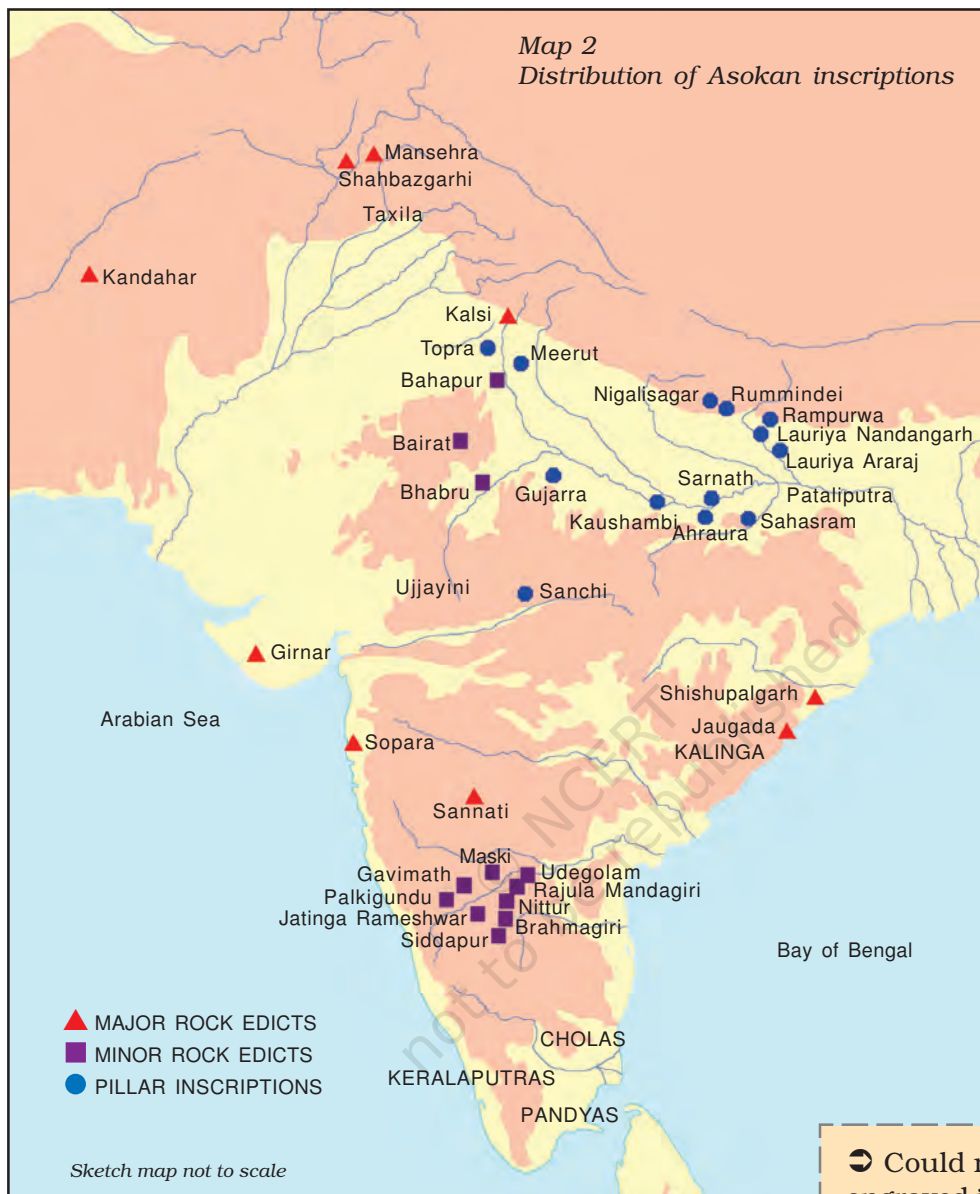 Map 2
Distribution of Asokan inscriptions
Mansehra
Shahbazgarhi
Taxila
Kandahar
Kalsi
Topra
Meerut
Bahapur
Nigalisagar
Rummindei
Rampurwa
Lauriya Nandangarh
Lauriya Araraj
Bairat
Bhabru
Gujarra
Sarnath
Pataliputra
Kaushambi
Ahraura
Sahasram
Ujjayini
Sanchi
Girnar
Shishupalgarh
Arabian Sea
Jaugada
KALINGA
Sopara
Sannati
Maski
Gavimath
Udegolam
Palkigundu
Rajula Mandagiri
Nittur
Jatinga Rameshwar
Brahmagiri
Siddapur
Bay of Bengal
MAJOR ROCK EDICTS
MINOR ROCK EDICTS
PILLAR INSCRIPTIONS
CHOLAS
KERALAPUTRAS
PANDYAS
Sketch map not to scale
© NCERT
not to republished
➲ Could